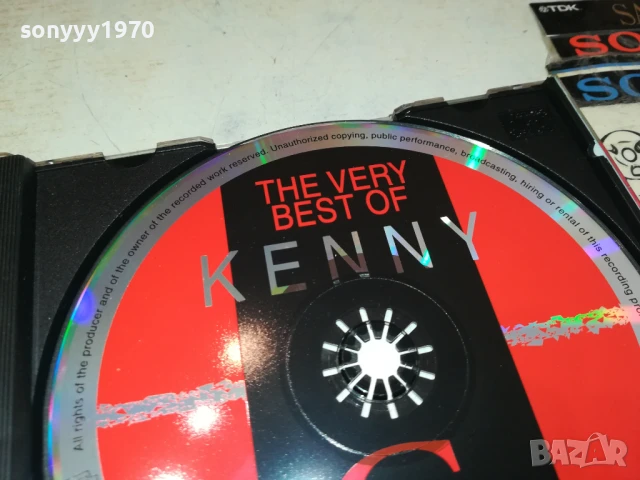 sonyyy1970
TDK
SO
SO
All rights of the producer and of the owner of the recorded work reserved. Unauthorized copying, public performance, broadcasting, hiring or rental of this recording
THE VERY
BEST OF
KENNY
G
BAZAR